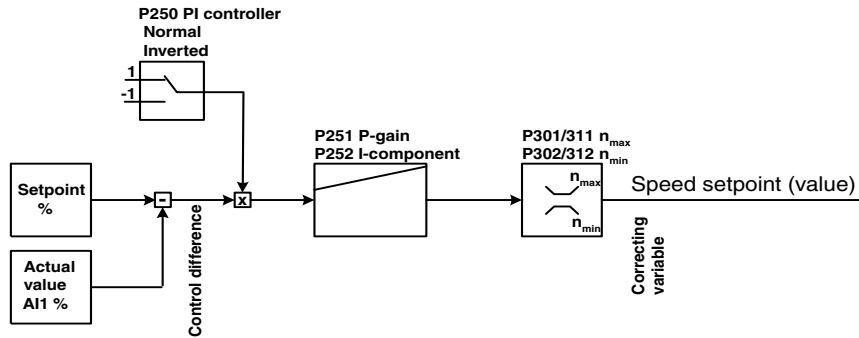 P250 PI controller
Normal
Inverted
1
-1
P251 P-gain
P252 I-component
P301/311 nmax
P302/312 nmin
Setpoint
%
-
x
nmax
nmin
Speed setpoint (value)
Actual
value
AI1 %
Control difference
Correcting
variable